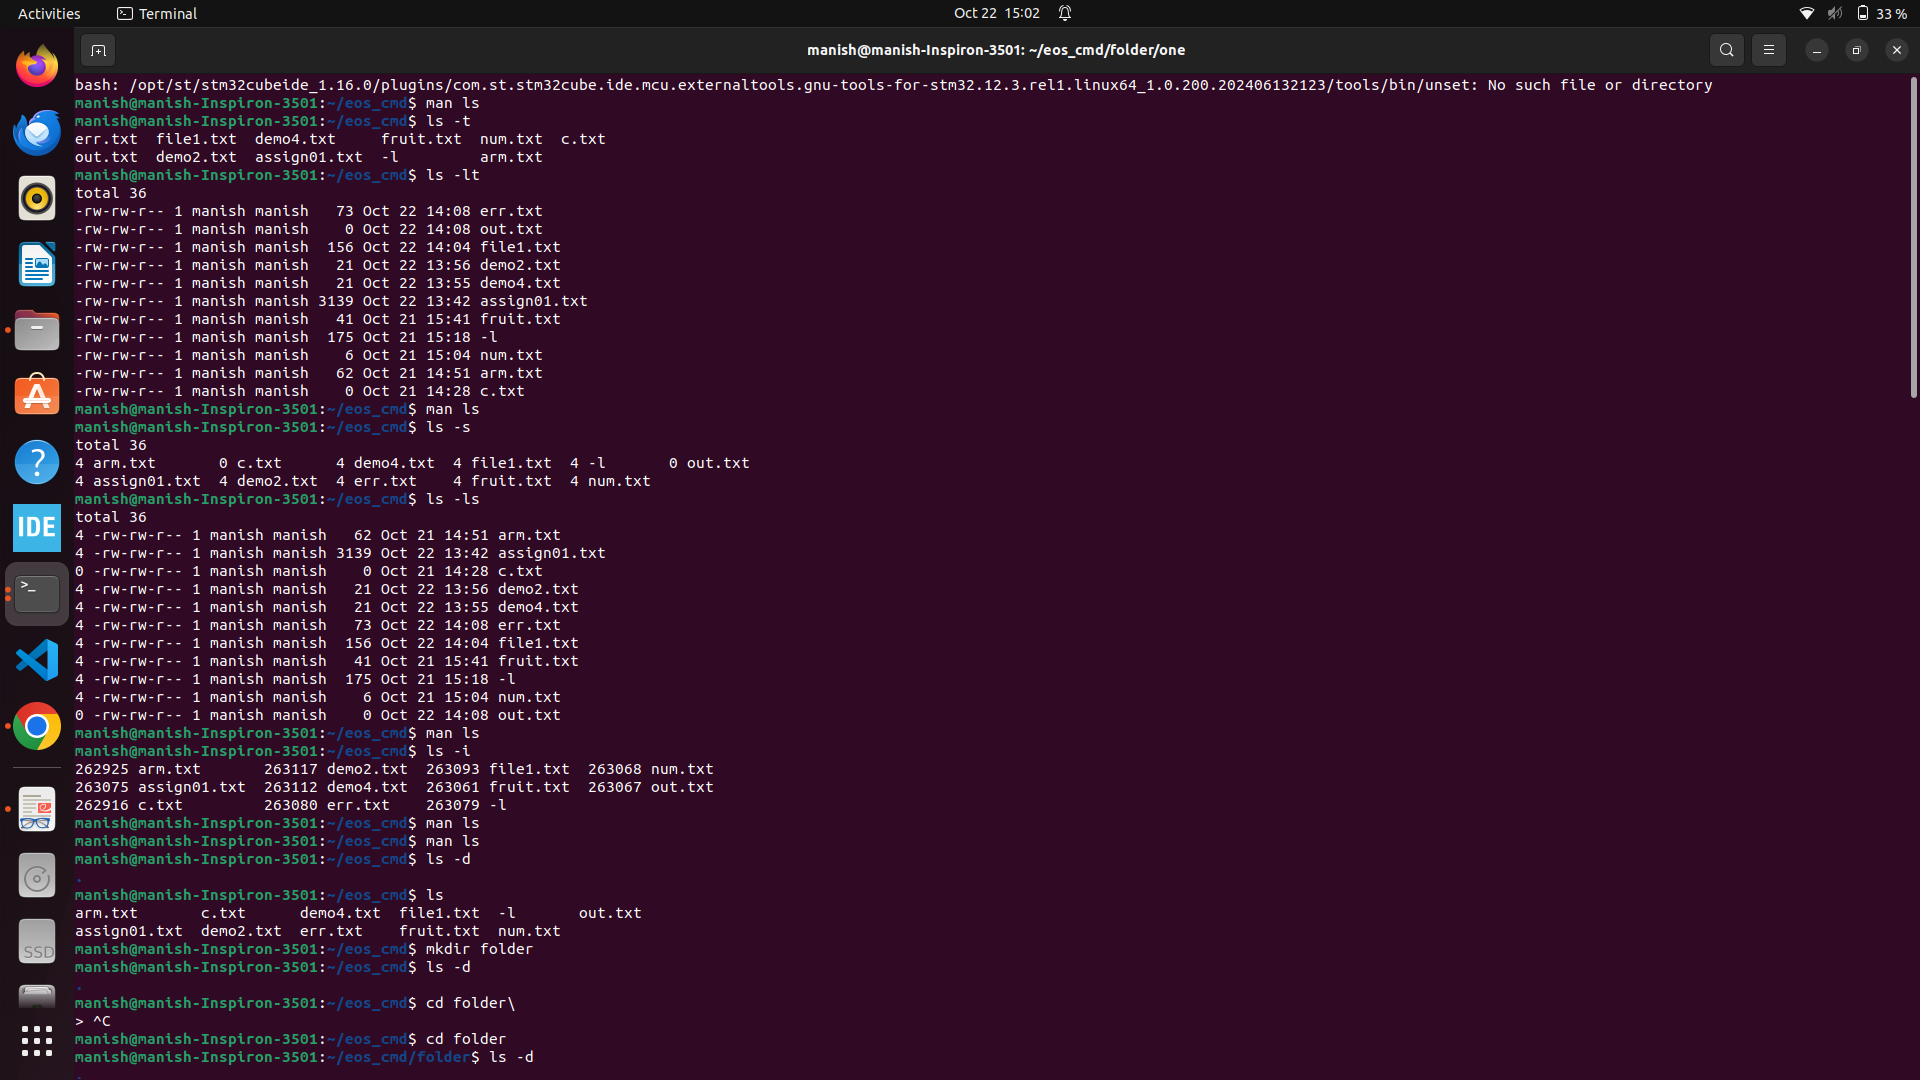 Activities Terminal Oct 22 15:02 33 %
manish@manish-Inspiron-3501: ~/eos_cmd/folder/one
bash: /opt/st/stm32cubeide_1.16.0/plugins/com.st.stm32cube.ide.mcu.externaltools.gnu-tools-for-stm32.12.3.rel1.linux64_1.0.200.202406132123/tools/bin/unset: No such file or directory
manish@manish-Inspiron-3501:~/eos_cmd$ man ls
manish@manish-Inspiron-3501:~/eos_cmd$ ls -t
err.txt  file1.txt  demo4.txt     fruit.txt  num.txt  c.txt
out.txt  demo2.txt  assign01.txt  -l         arm.txt
manish@manish-Inspiron-3501:~/eos_cmd$ ls -lt
total 36
-rw-rw-r-- 1 manish manish   73 Oct 22 14:08 err.txt
-rw-rw-r-- 1 manish manish    0 Oct 22 14:08 out.txt
-rw-rw-r-- 1 manish manish  156 Oct 22 14:04 file1.txt
-rw-rw-r-- 1 manish manish   21 Oct 22 13:56 demo2.txt
-rw-rw-r-- 1 manish manish   21 Oct 22 13:55 demo4.txt
-rw-rw-r-- 1 manish manish 3139 Oct 22 13:42 assign01.txt
-rw-rw-r-- 1 manish manish   41 Oct 21 15:41 fruit.txt
-rw-rw-r-- 1 manish manish  175 Oct 21 15:18 -l
-rw-rw-r-- 1 manish manish    6 Oct 21 15:04 num.txt
-rw-rw-r-- 1 manish manish   62 Oct 21 14:51 arm.txt
-rw-rw-r-- 1 manish manish    0 Oct 21 14:28 c.txt
manish@manish-Inspiron-3501:~/eos_cmd$ man ls
manish@manish-Inspiron-3501:~/eos_cmd$ ls -s
total 36
4 arm.txt       0 c.txt      4 demo4.txt  4 file1.txt  4 -l       0 out.txt
4 assign01.txt  4 demo2.txt  4 err.txt    4 fruit.txt  4 num.txt
manish@manish-Inspiron-3501:~/eos_cmd$ ls -ls
total 36
4 -rw-rw-r-- 1 manish manish   62 Oct 21 14:51 arm.txt
4 -rw-rw-r-- 1 manish manish 3139 Oct 22 13:42 assign01.txt
0 -rw-rw-r-- 1 manish manish    0 Oct 21 14:28 c.txt
4 -rw-rw-r-- 1 manish manish   21 Oct 22 13:56 demo2.txt
4 -rw-rw-r-- 1 manish manish   21 Oct 22 13:55 demo4.txt
4 -rw-rw-r-- 1 manish manish   73 Oct 22 14:08 err.txt
4 -rw-rw-r-- 1 manish manish  156 Oct 22 14:04 file1.txt
4 -rw-rw-r-- 1 manish manish   41 Oct 21 15:41 fruit.txt
4 -rw-rw-r-- 1 manish manish  175 Oct 21 15:18 -l
4 -rw-rw-r-- 1 manish manish    6 Oct 21 15:04 num.txt
0 -rw-rw-r-- 1 manish manish    0 Oct 22 14:08 out.txt
manish@manish-Inspiron-3501:~/eos_cmd$ man ls
manish@manish-Inspiron-3501:~/eos_cmd$ ls -i
262925 arm.txt       263117 demo2.txt  263093 file1.txt  263068 num.txt
263075 assign01.txt  263112 demo4.txt  263061 fruit.txt  263067 out.txt
262916 c.txt         263080 err.txt    263079 -l
manish@manish-Inspiron-3501:~/eos_cmd$ man ls
manish@manish-Inspiron-3501:~/eos_cmd$ man ls
manish@manish-Inspiron-3501:~/eos_cmd$ ls -d
.
manish@manish-Inspiron-3501:~/eos_cmd$ ls
arm.txt       c.txt      demo4.txt  file1.txt  -l       out.txt
assign01.txt  demo2.txt  err.txt    fruit.txt  num.txt
manish@manish-Inspiron-3501:~/eos_cmd$ mkdir folder
manish@manish-Inspiron-3501:~/eos_cmd$ ls -d
.
manish@manish-Inspiron-3501:~/eos_cmd$ cd folder\
> ^C
manish@manish-Inspiron-3501:~/eos_cmd$ cd folder
manish@manish-Inspiron-3501:~/eos_cmd/folder$ ls -d
.
IDE
SSD